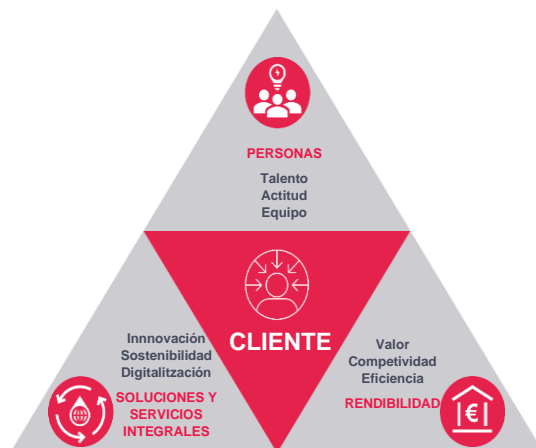 PERSONAS
Talento
Actitud
Equipo
CLIENTE
Innnovación
Sostenibilidad
Digitalitzación
SOLUCIONES Y
SERVICIOS
INTEGRALES
Valor
Competividad
Eficiencia
RENDIBILIDAD
€